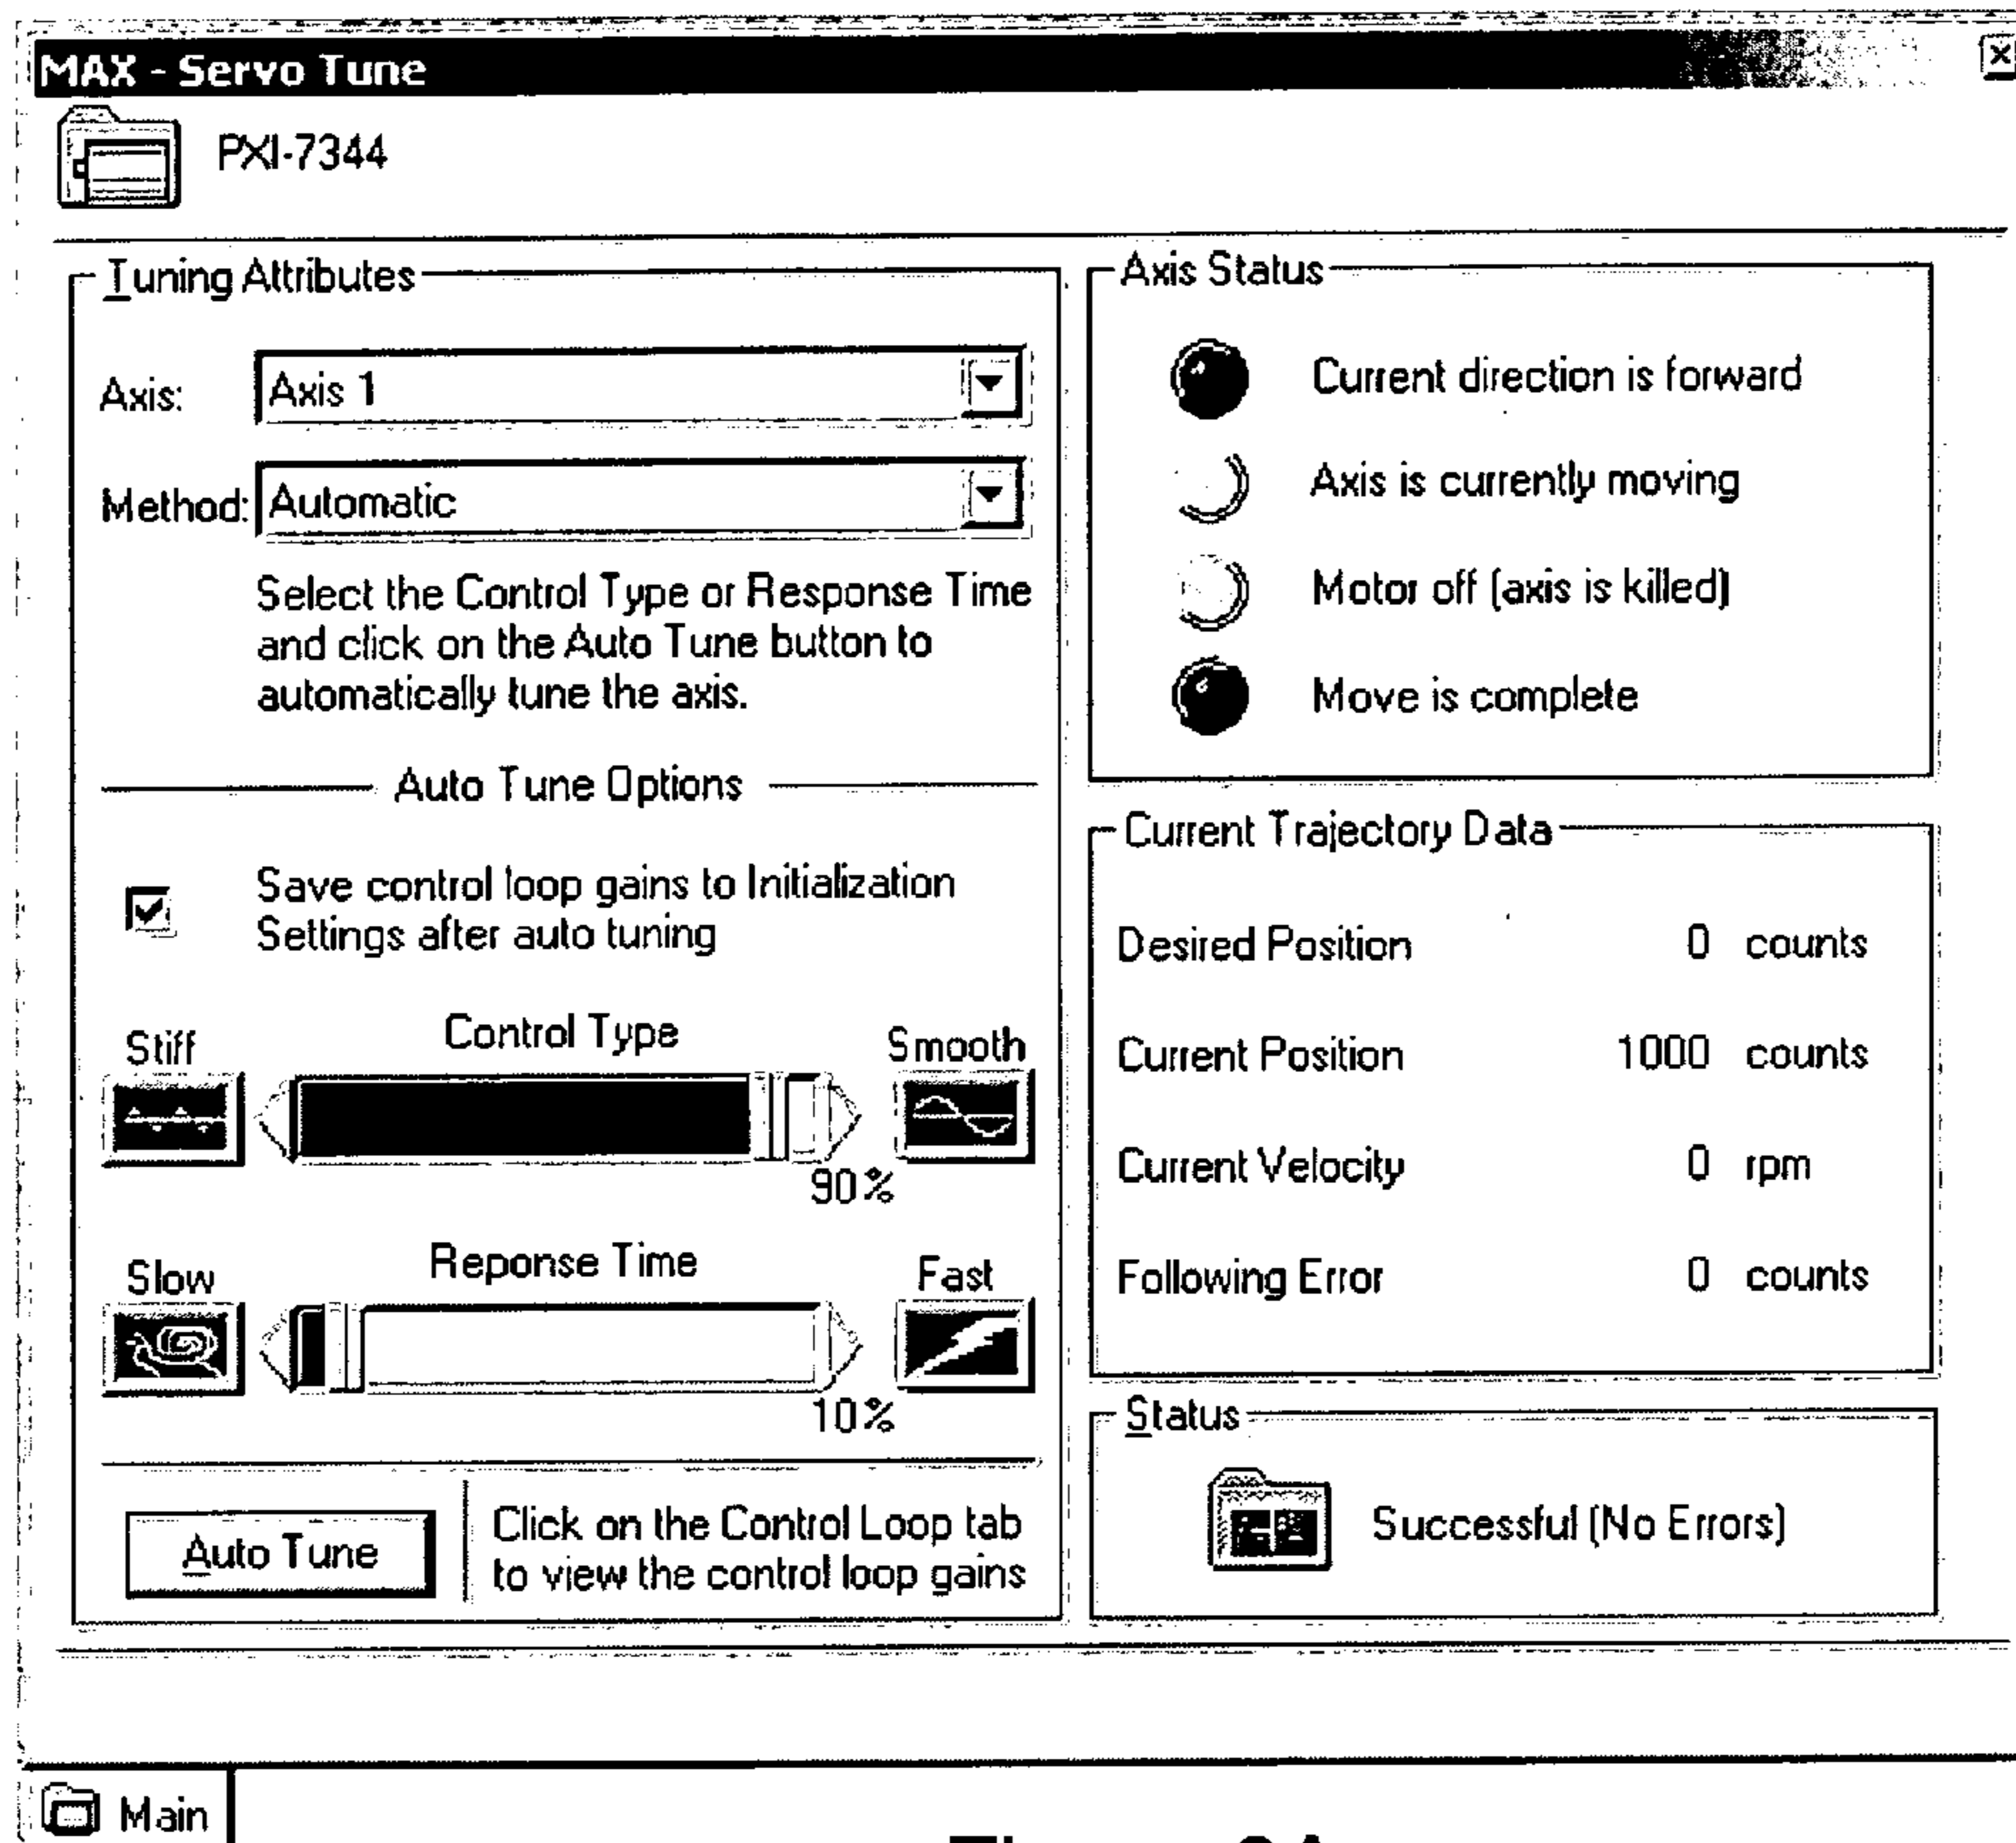 MAX - Servo Tune
PXI-7344
Tuning Attributes
Axis:
Axis 1
Method:
Automatic
Select the Control Type or Response Time
and click on the Auto Tune button to
automatically tune the axis.
Auto Tune Options
Save control loop gains to Initialization
Settings after auto tuning
Control Type
Stiff
Smooth
90%
Reponse Time
Slow
Fast
10%
Auto Tune
Click on the Control Loop tab
to view the control loop gains
Axis Status
Current direction is forward
Axis is currently moving
Motor off (axis is killed)
Move is complete
Current Trajectory Data
Desired Position 0 counts
Current Position 1000 counts
Current Velocity 0 rpm
Following Error 0 counts
Status
Successful (No Errors)
Main